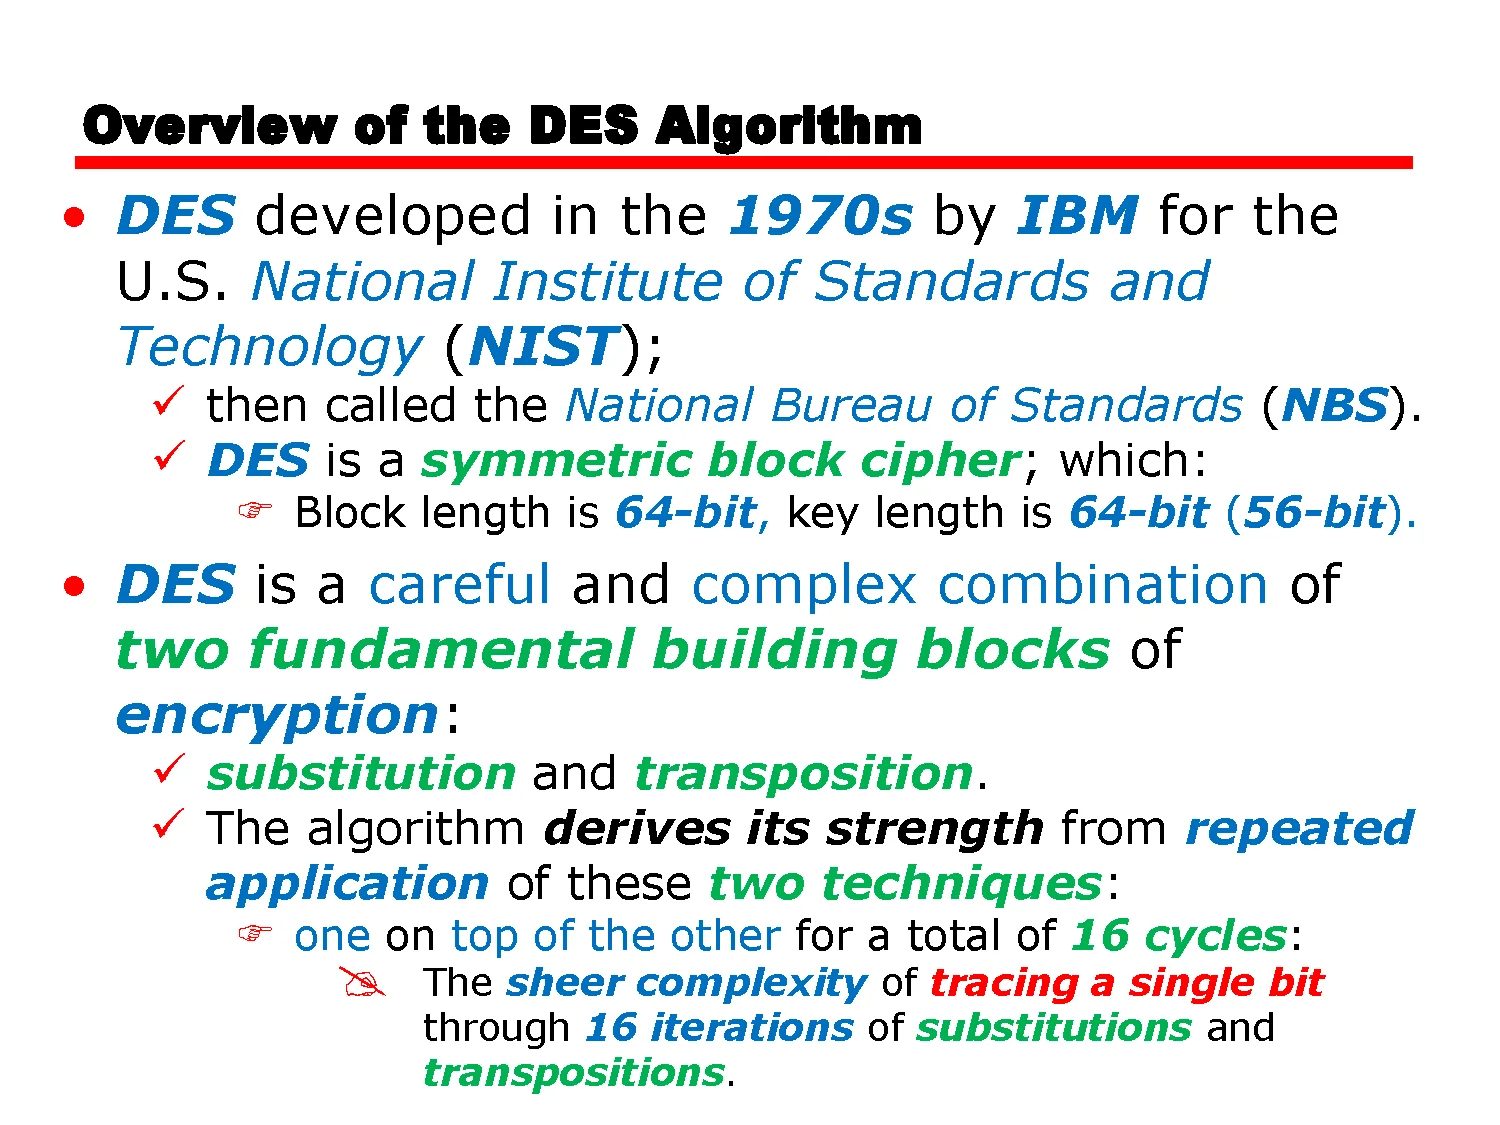 Overview of the DES Algorithm
• DES developed in the 1970s by IBM for the
U.S. National Institute of Standards and
Technology (NIST);
✓ then called the National Bureau of Standards (NBS).
✓ DES is a symmetric block cipher; which:
☞ Block length is 64-bit, key length is 64-bit (56-bit).
• DES is a careful and complex combination of
two fundamental building blocks of
encryption:
✓ substitution and transposition.
✓ The algorithm derives its strength from repeated
application of these two techniques:
☞ one on top of the other for a total of 16 cycles:
The sheer complexity of tracing a single bit
through 16 iterations of substitutions and
transpositions.